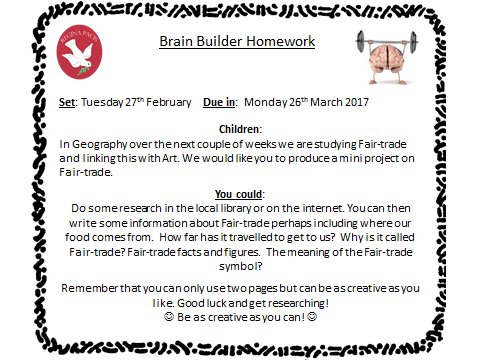 REGINA PACIS
Brain Builder Homework
Set: Tuesday 27th February Due in: Monday 26th March 2017
Children:
In Geography over the next couple of weeks we are studying Fair-trade
and linking this with Art. We would like you to produce a mini project on
Fair-trade.
You could:
Do some research in the local library or on the internet. You can then
write some information about Fair-trade perhaps including where our
food comes from. How far has it travelled to get to us? Why is it called
Fair-trade? Fair-trade facts and figures. The meaning of the Fair-trade
symbol?
Remember that you can only use two pages but can be as creative as you
like. Good luck and get researching!
☺ Be as creative as you can! ☺